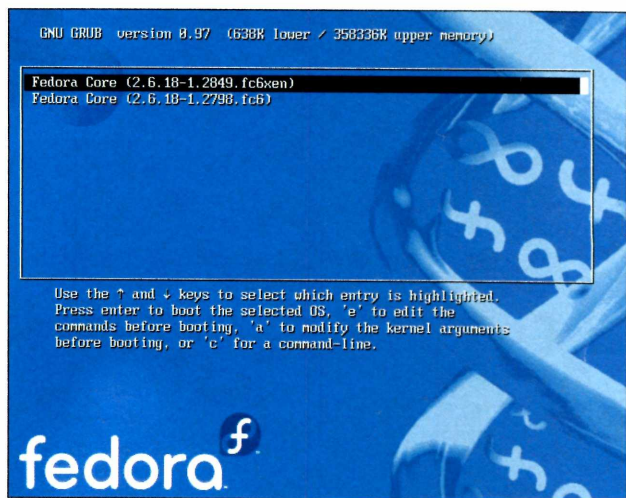 GNU GRUB version 0.97 (638K lower / 358336K upper memory)
Fedora Core (2.6.18-1.2849.fc6xen)
Fedora Core (2.6.18-1.2798.fc6)
Use the ↑ and ↓ keys to select which entry is highlighted.
Press enter to boot the selected OS, 'e' to edit the
commands before booting, 'a' to modify the kernel arguments
before booting, or 'c' for a command-line.
fedora f